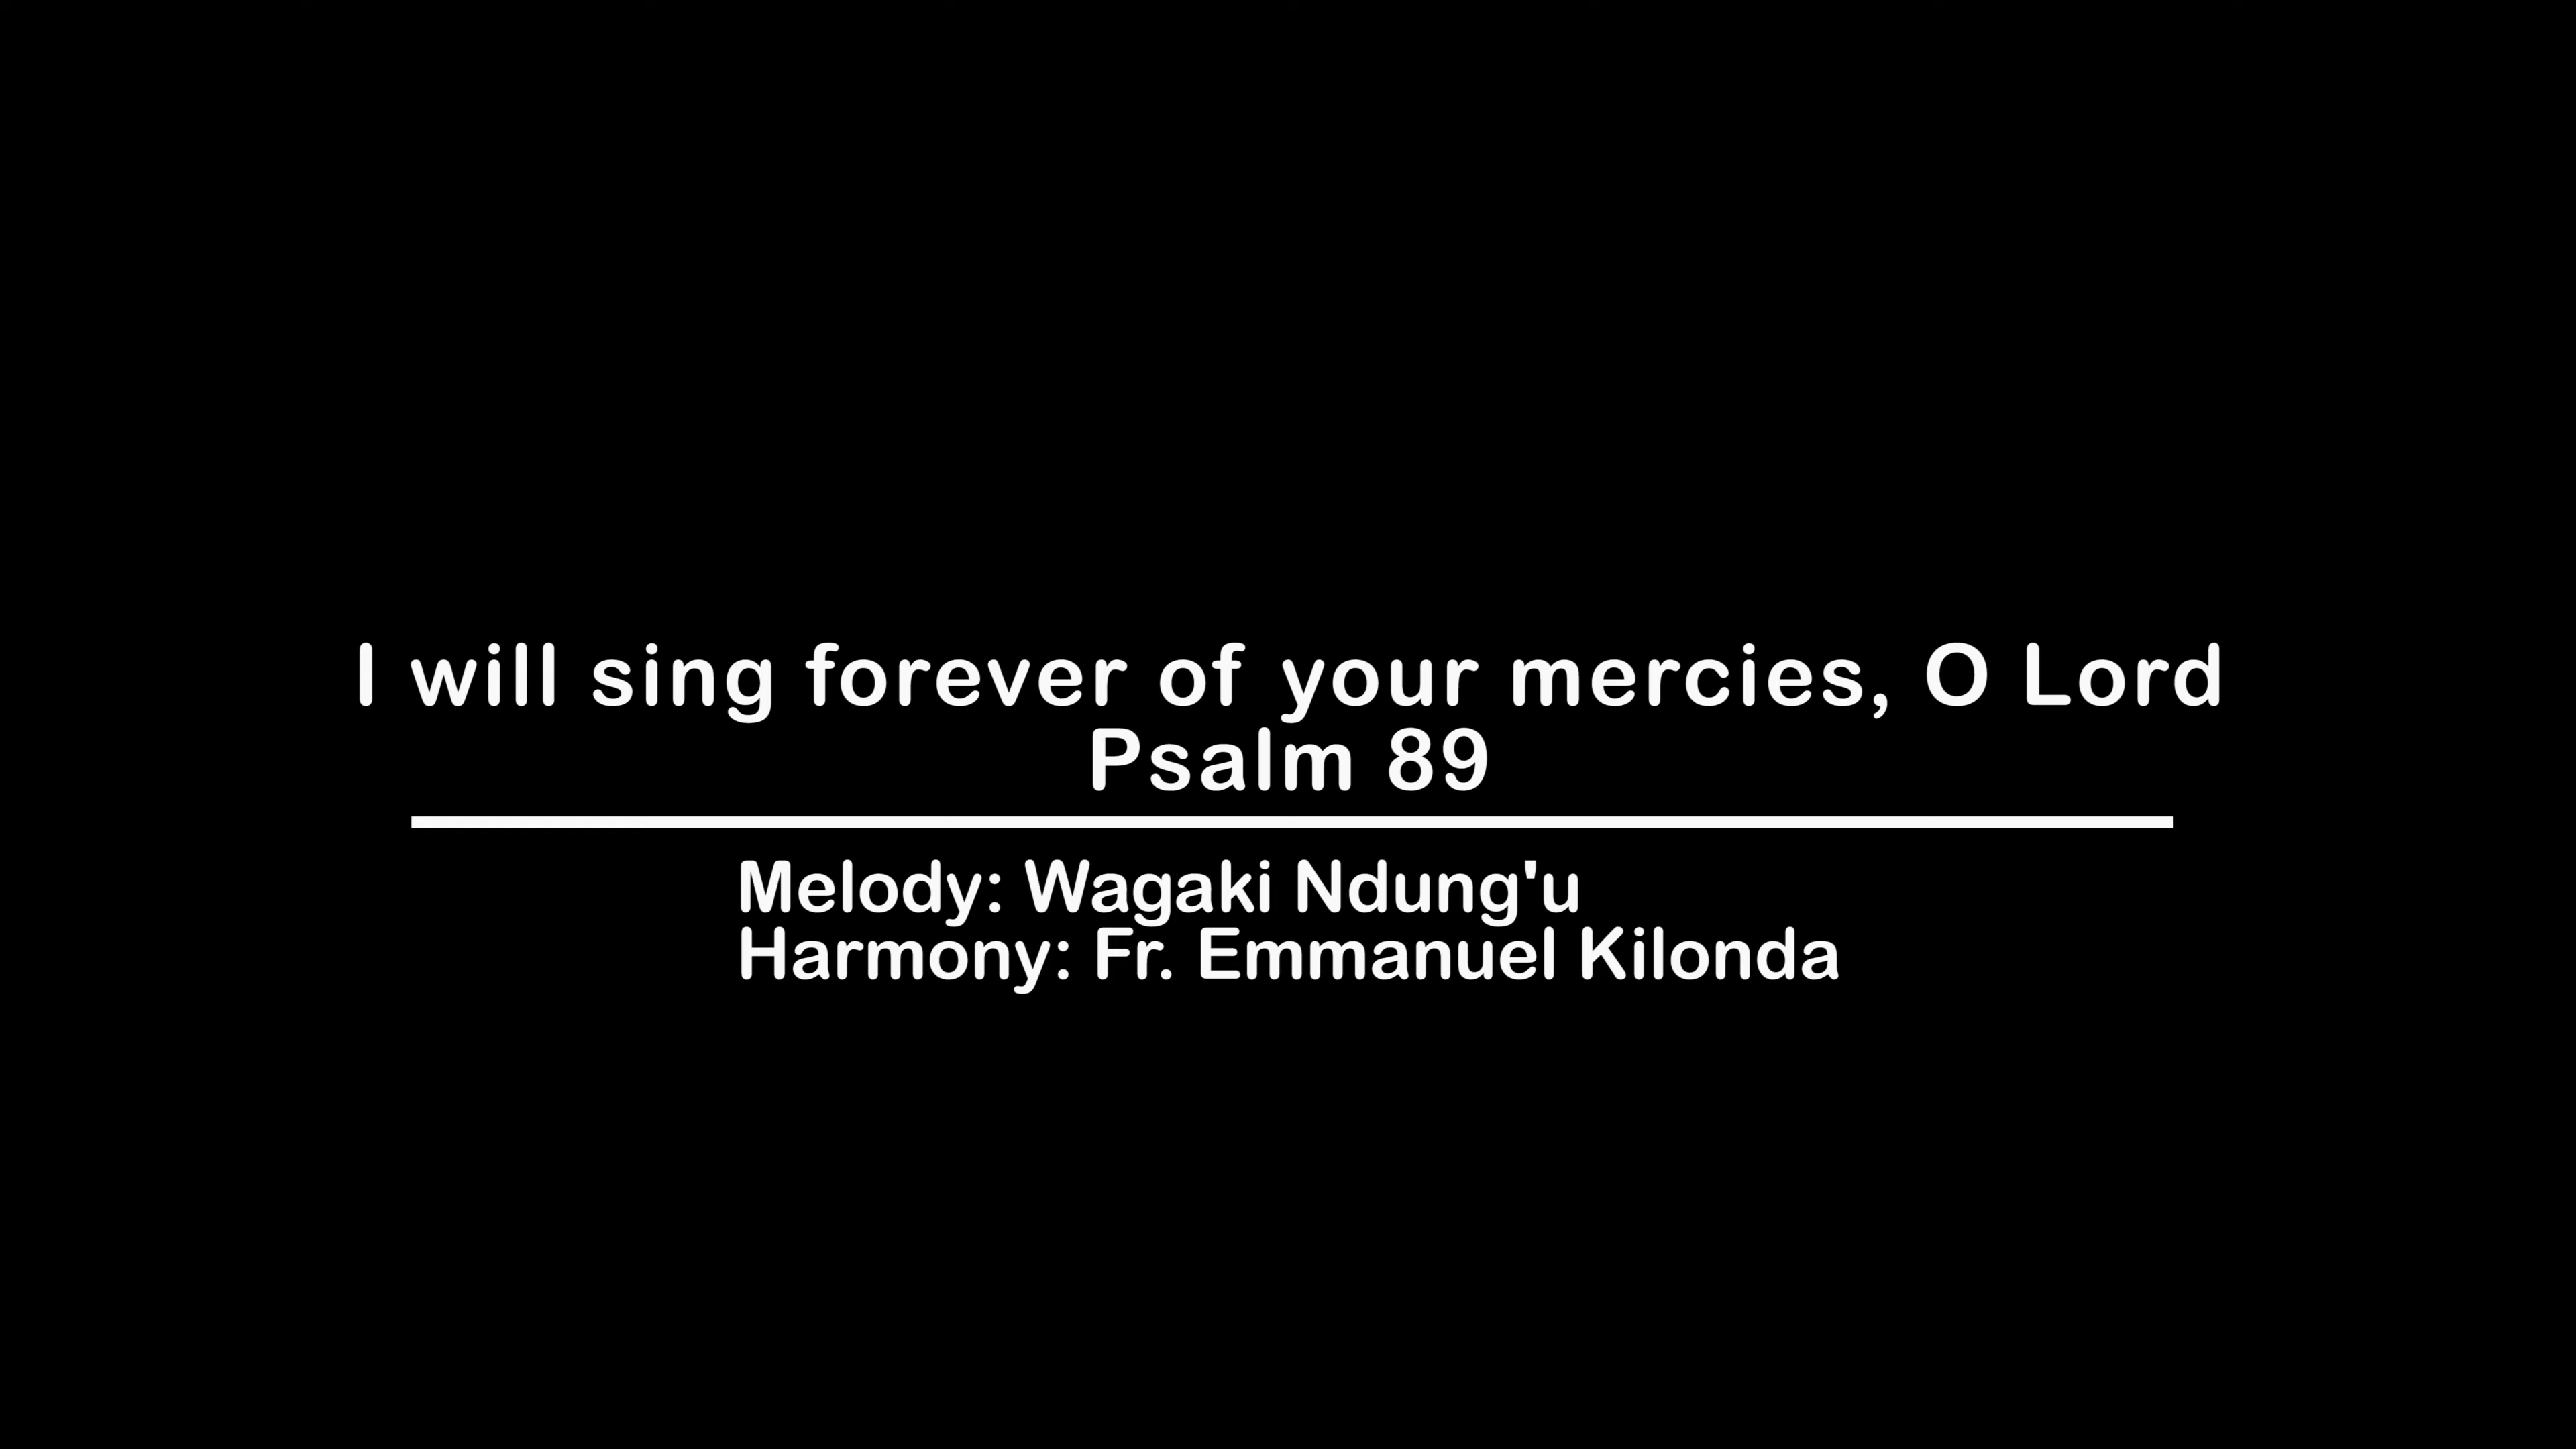 I will sing forever of your mercies, O Lord
Psalm 89
Melody: Wagaki Ndung'u
Harmony: Fr. Emmanuel Kilonda